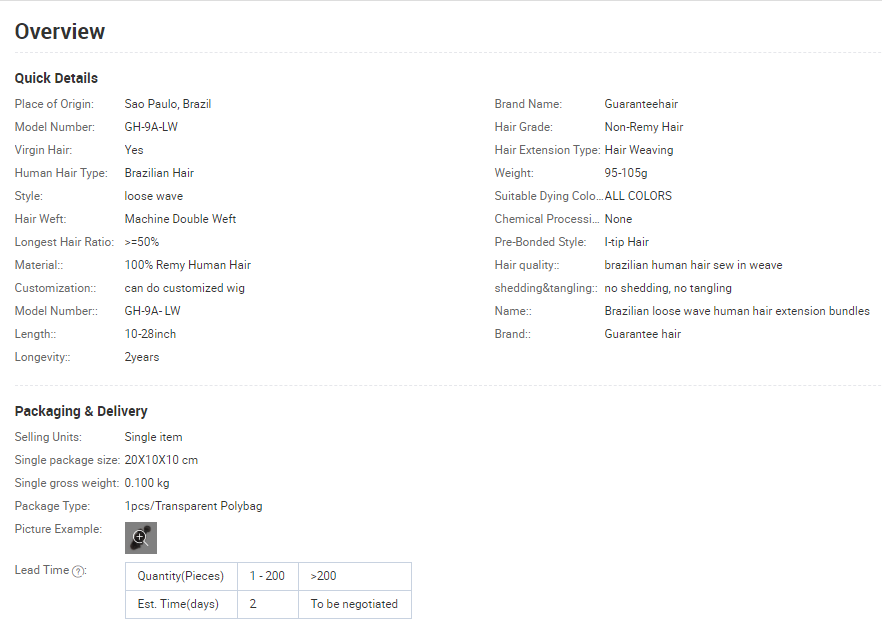 Overview
Quick Details
Place of Origin: Sao Paulo, Brazil Brand Name: Guaranteehair
Model Number: GH-9A-LW Hair Grade: Non-Remy Hair
Virgin Hair: Yes Hair Extension Type: Hair Weaving
Human Hair Type: Brazilian Hair Weight: 95-105g
Style: loose wave Suitable Dying Colo... ALL COLORS
Hair Weft: Machine Double Weft Chemical Processi... None
Longest Hair Ratio: >=50% Pre-Bonded Style: I-tip Hair
Material:: 100% Remy Human Hair Hair quality:: brazilian human hair sew in weave
Customization:: can do customized wig shedding&tangling:: no shedding, no tangling
Model Number:: GH-9A- LW Name:: Brazilian loose wave human hair extension bundles
Length:: 10-28inch Brand:: Guarantee hair
Longevity:: 2years
Packaging & Delivery
Selling Units: Single item
Single package size: 20X10X10 cm
Single gross weight: 0.100 kg
Package Type: 1pcs/Transparent Polybag
Picture Example:
Lead Time ?:
Quantity(Pieces) 1 - 200 >200
Est. Time(days) 2 To be negotiated